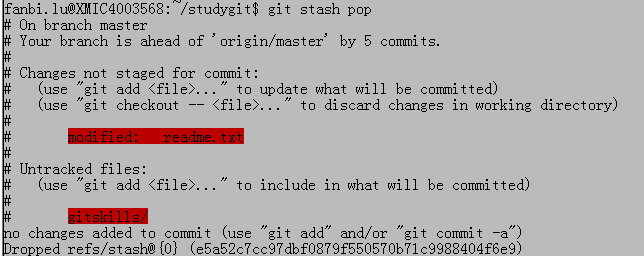 fanbi.lu@XMIC4003568:~/studygit$ git stash pop
# On branch master
# Your branch is ahead of 'origin/master' by 5 commits.
#
# Changes not staged for commit:
#   (use "git add <file>..." to update what will be committed)
#   (use "git checkout -- <file>..." to discard changes in working directory)
#
#       modified:   readme.txt
#
# Untracked files:
#   (use "git add <file>..." to include in what will be committed)
#
#       gitskills/
no changes added to commit (use "git add" and/or "git commit -a")
Dropped refs/stash@{0} (e5a52c7cc97dbf0879f550570b71c9988404f6e9)